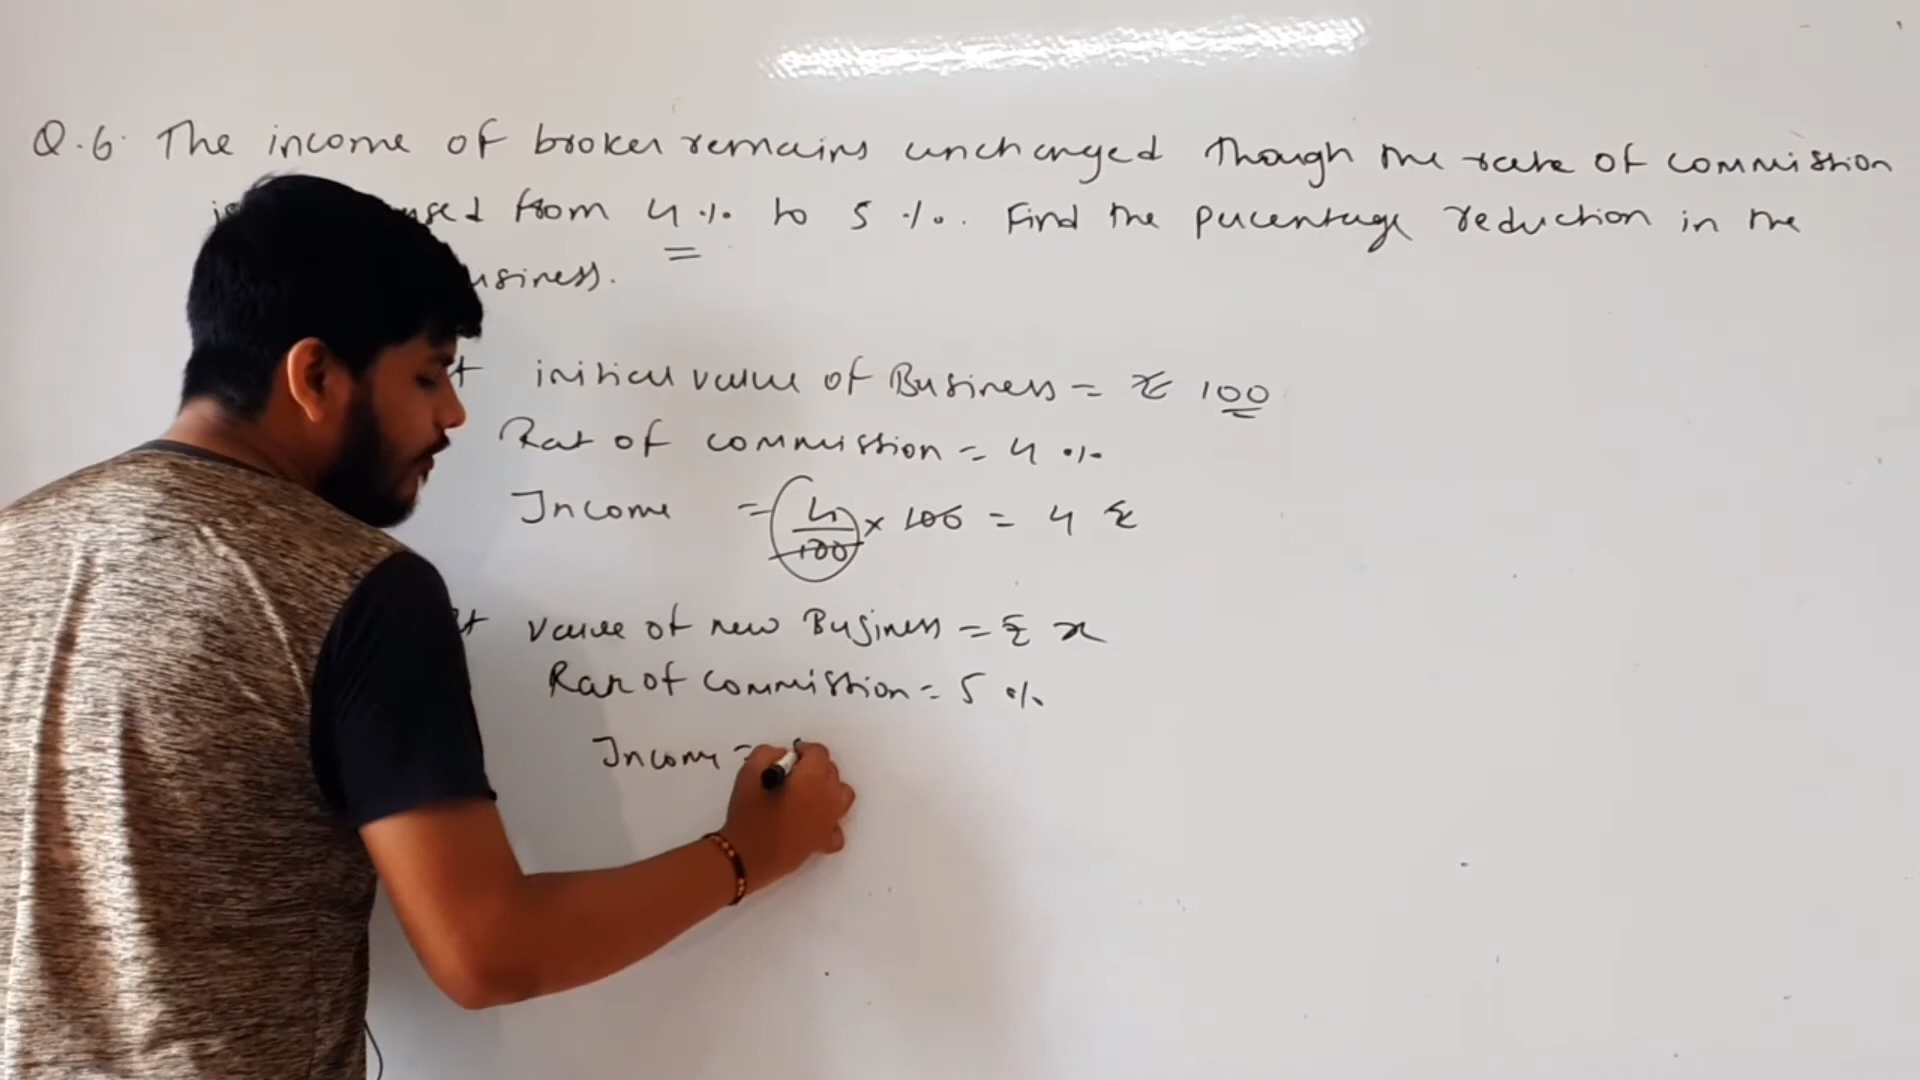 Q.6. The income of broker remains unchanged though the rate of commission
is from 4 % to 5 %. Find the percentage reduction in the
initial value of Business = ₹ 100
Rat of commission = 4 %
Income = 4/100 × 100 = 4 ₹
value of new Business = ₹ x
Rat of commission = 5 %
Income =